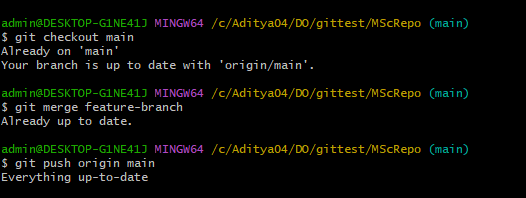 admin@DESKTOP-G1NE41J MINGW64 /c/Aditya04/DO/gittest/MScRepo (main)
$ git checkout main
Already on 'main'
Your branch is up to date with 'origin/main'.
admin@DESKTOP-G1NE41J MINGW64 /c/Aditya04/DO/gittest/MScRepo (main)
$ git merge feature-branch
Already up to date.
admin@DESKTOP-G1NE41J MINGW64 /c/Aditya04/DO/gittest/MScRepo (main)
$ git push origin main
Everything up-to-date